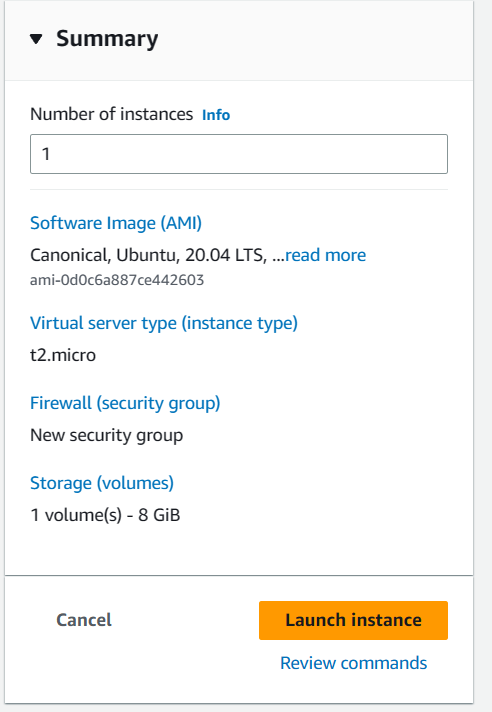 Summary
Number of instances Info
1
Software Image (AMI)
Canonical, Ubuntu, 20.04 LTS, ...read more
ami-0d0c6a887ce442603
Virtual server type (instance type)
t2.micro
Firewall (security group)
New security group
Storage (volumes)
1 volume(s) - 8 GiB
Cancel Launch instance
Review commands